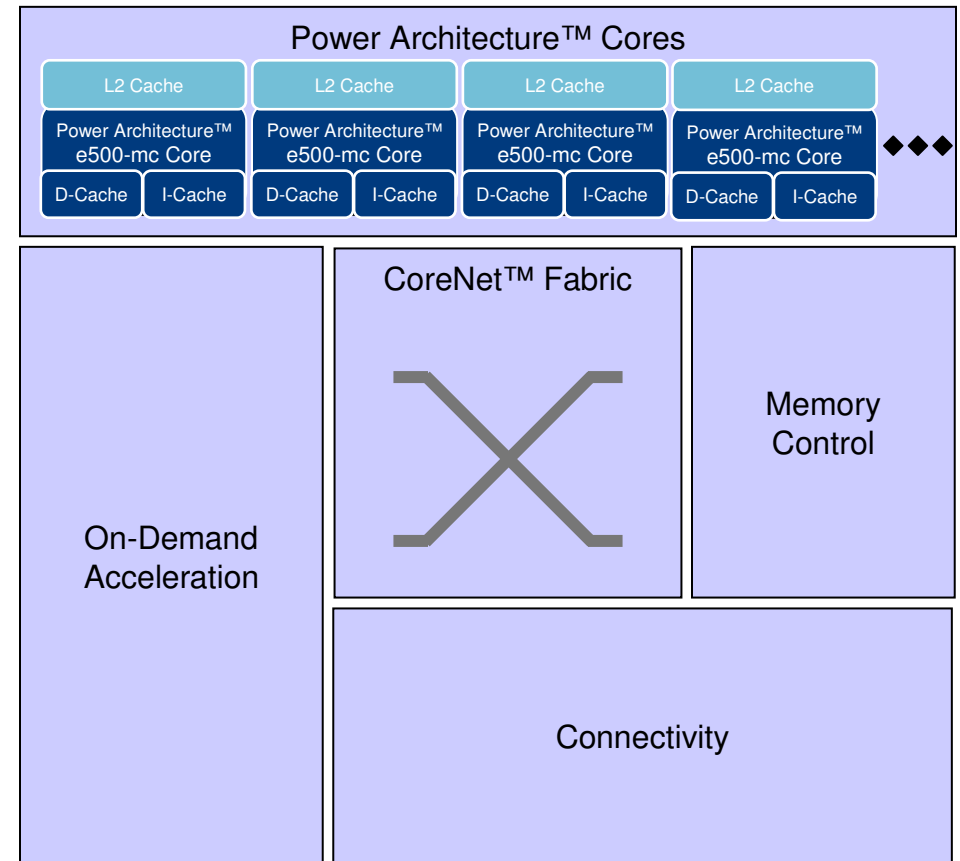 Power Architecture™ Cores
L2 Cache
L2 Cache
L2 Cache
L2 Cache
Power Architecture™
e500-mc Core
Power Architecture™
e500-mc Core
Power Architecture™
e500-mc Core
Power Architecture™
e500-mc Core
D-Cache
I-Cache
D-Cache
I-Cache
D-Cache
I-Cache
D-Cache
I-Cache
CoreNet™ Fabric
Memory
Control
On-Demand
Acceleration
Connectivity